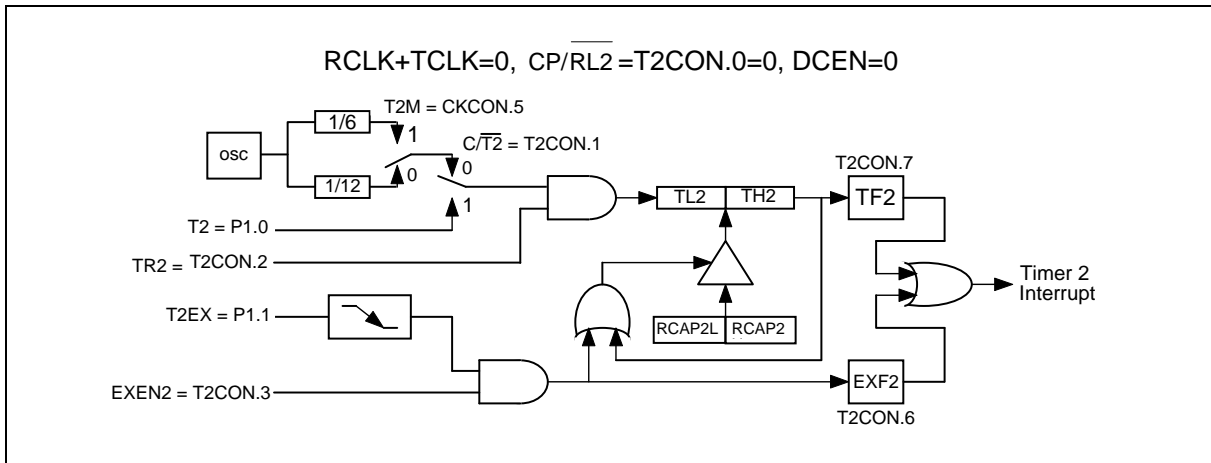 RCLK+TCLK=0, CP/R̅L̅2̅=T2CON.0=0, DCEN=0
T2M = CKCON.5
1/6
1
C/T̅2̅ = T2CON.1
osc
0
0
1/12
1
T2 = P1.0
TR2 = T2CON.2
TL2
TH2
T2CON.7
TF2
Timer 2
Interrupt
T2EX = P1.1
RCAP2L
RCAP2
EXEN2 = T2CON.3
EXF2
T2CON.6